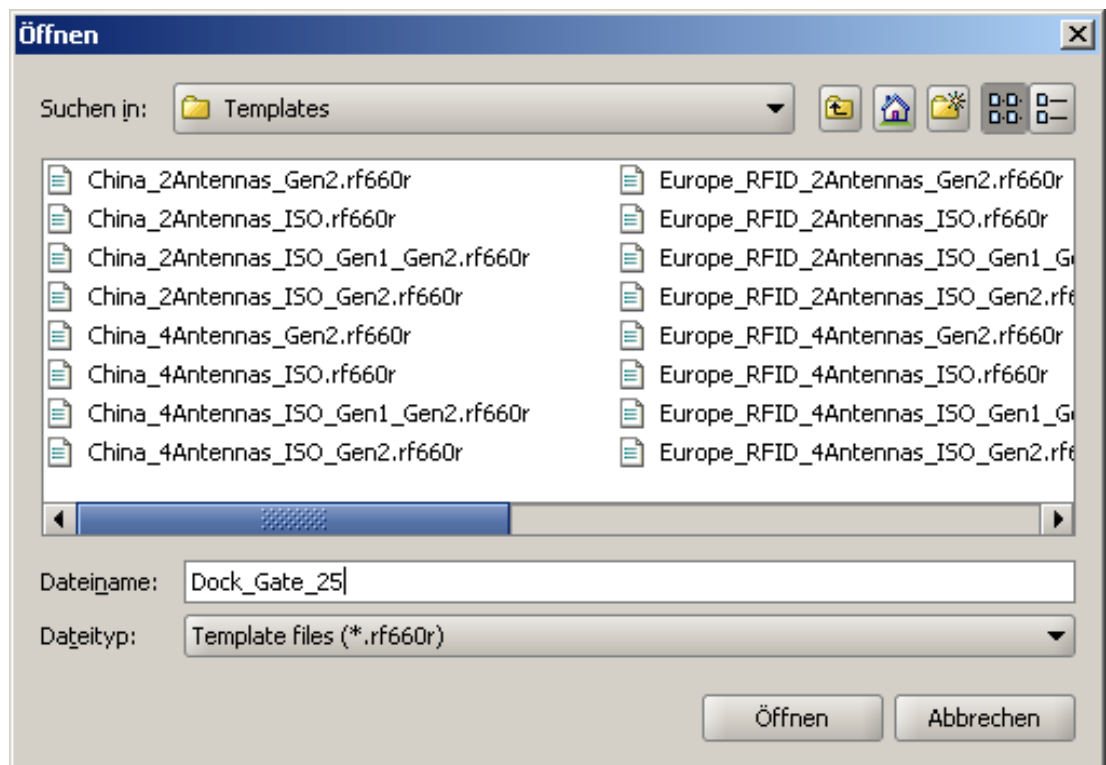 Öffnen
Suchen in: Templates
China_2Antennas_Gen2.rf660r
China_2Antennas_ISO.rf660r
China_2Antennas_ISO_Gen1_Gen2.rf660r
China_2Antennas_ISO_Gen2.rf660r
China_4Antennas_Gen2.rf660r
China_4Antennas_ISO.rf660r
China_4Antennas_ISO_Gen1_Gen2.rf660r
China_4Antennas_ISO_Gen2.rf660r
Europe_RFID_2Antennas_Gen2.rf660r
Europe_RFID_2Antennas_ISO.rf660r
Europe_RFID_2Antennas_ISO_Gen1_Ge
Europe_RFID_2Antennas_ISO_Gen2.rf6
Europe_RFID_4Antennas_Gen2.rf660r
Europe_RFID_4Antennas_ISO.rf660r
Europe_RFID_4Antennas_ISO_Gen1_Ge
Europe_RFID_4Antennas_ISO_Gen2.rf6
Dateiname: Dock_Gate_25
Dateityp: Template files (*.rf660r)
Öffnen Abbrechen